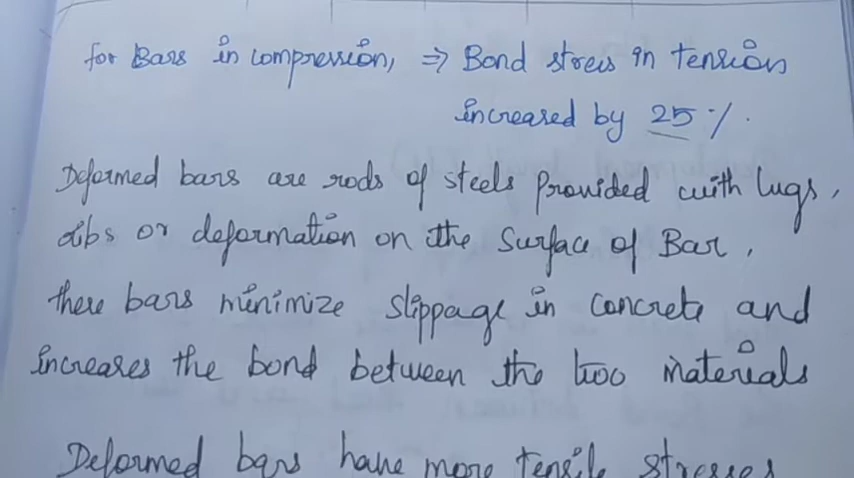 for Bars in compression, ⇒ Bond stress in tension
increased by 25 %.
Deformed bars are rods of steels provided with lugs,
ribs or deformation on the surface of Bar,
these bars minimize slippage in concrete and
increases the bond between the two materials
Deformed bars have more tensile stresses